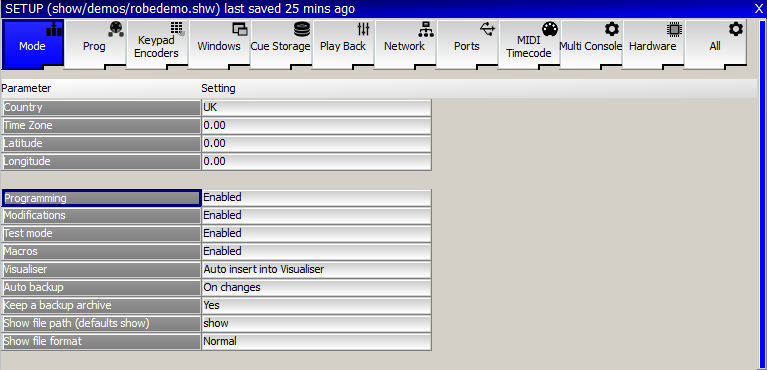 SETUP (show/demos/robedemo.shw) last saved 25 mins ago X
Mode Prog Keypad Encoders Windows Cue Storage Play Back Network Ports MIDI Timecode Multi Console Hardware All
Parameter Setting
Country UK
Time Zone 0.00
Latitude 0.00
Longitude 0.00
Programming Enabled
Modifications Enabled
Test mode Enabled
Macros Enabled
Visualiser Auto insert into Visualiser
Auto backup On changes
Keep a backup archive Yes
Show file path (defaults show) show
Show file format Normal